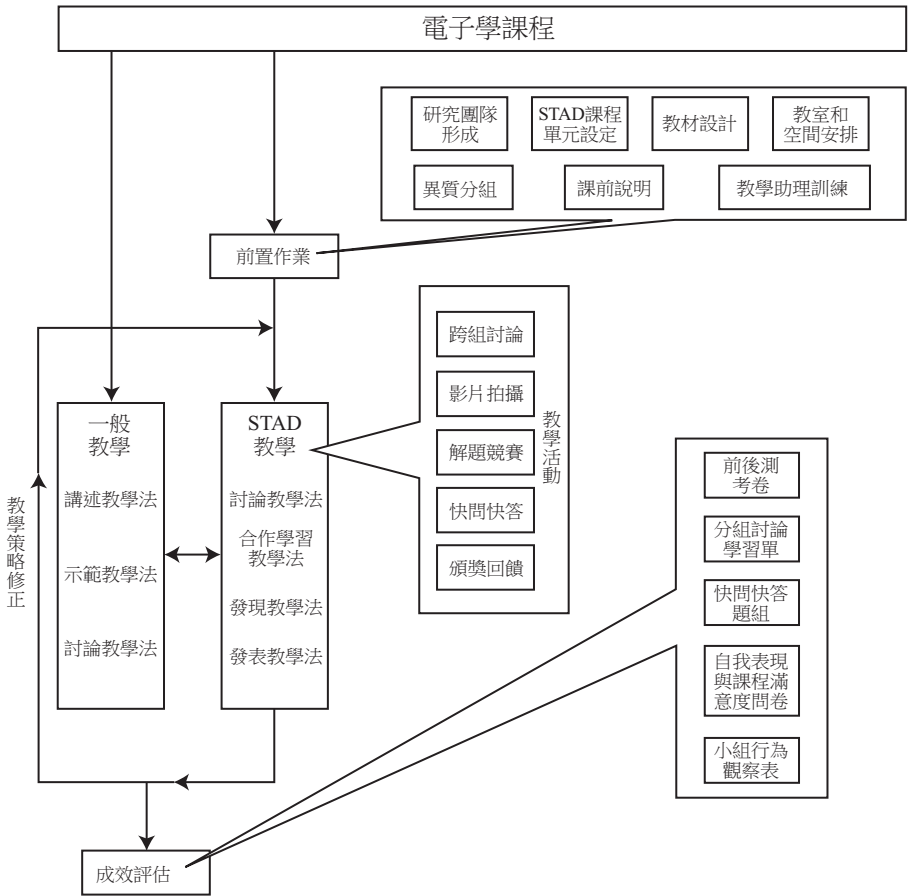 電子學課程
研究團隊
形成
STAD課程
單元設定
教材設計
教室和
空間安排
異質分組
課前說明
教學助理訓練
前置作業
跨組討論
影片拍攝
解題競賽
快問快答
頒獎回饋
教學活動
一般
教學
講述教學法
示範教學法
討論教學法
STAD
教學
討論教學法
合作學習
教學法
發現教學法
發表教學法
教學策略修正
前後測
考卷
分組討論
學習單
快問快答
題組
自我表現
與課程滿
意度問卷
小組行為
觀察表
成效評估